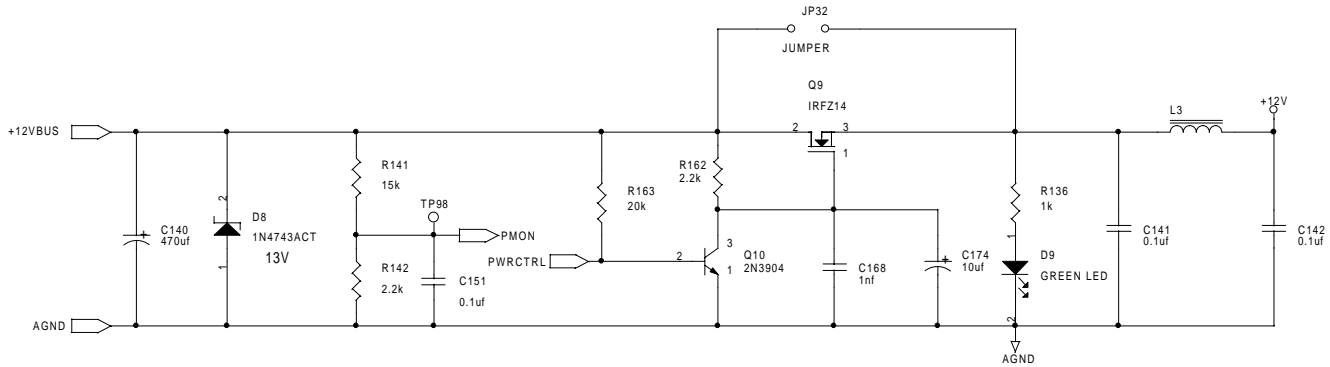 JP32
JUMPER
Q9
IRFZ14
+12V
L3
+12VBUS
2
3
1
R141
15k
R162
2.2k
R163
20k
R136
1k
TP98
2
D8
1N4743ACT
13V
1
C140
470uf
PMON
PWRCTRL
R142
2.2k
C151
0.1uf
2
3
1
Q10
2N3904
C168
1nf
C174
10uf
1
D9
GREEN LED
2
C141
0.1uf
C142
0.1uf
AGND
AGND